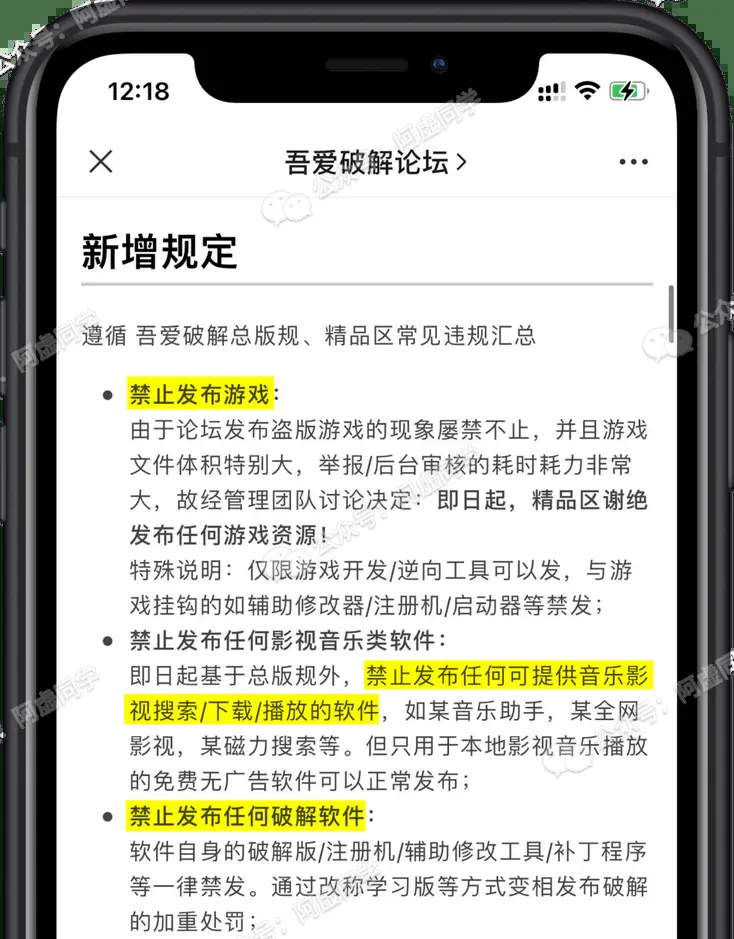 12:18
吾爱破解论坛
新增规定
遵循 吾爱破解总版规、精品区常见违规汇总
禁止发布游戏：
由于论坛发布盗版游戏的现象屡禁不止，并且游戏
文件体积特别大，举报/后台审核的耗时耗力非常
大，故经管理团队讨论决定：即日起，精品区谢绝
发布任何游戏资源！
特殊说明：仅限游戏开发/逆向工具可以发，与游
戏挂钩的如辅助修改器/注册机/启动器等禁发；
禁止发布任何影视音乐类软件：
即日起基于总版规外，禁止发布任何可提供音乐影
视搜索/下载/播放的软件，如某音乐助手，某全网
影视，某磁力搜索等。但只用于本地影视音乐播放
的免费无广告软件可以正常发布；
禁止发布任何破解软件：
软件自身的破解版/注册机/辅助修改工具/补丁程序
等一律禁发。通过改称学习版等方式变相发布破解
的加重处罚；
公众号：阿虚同学